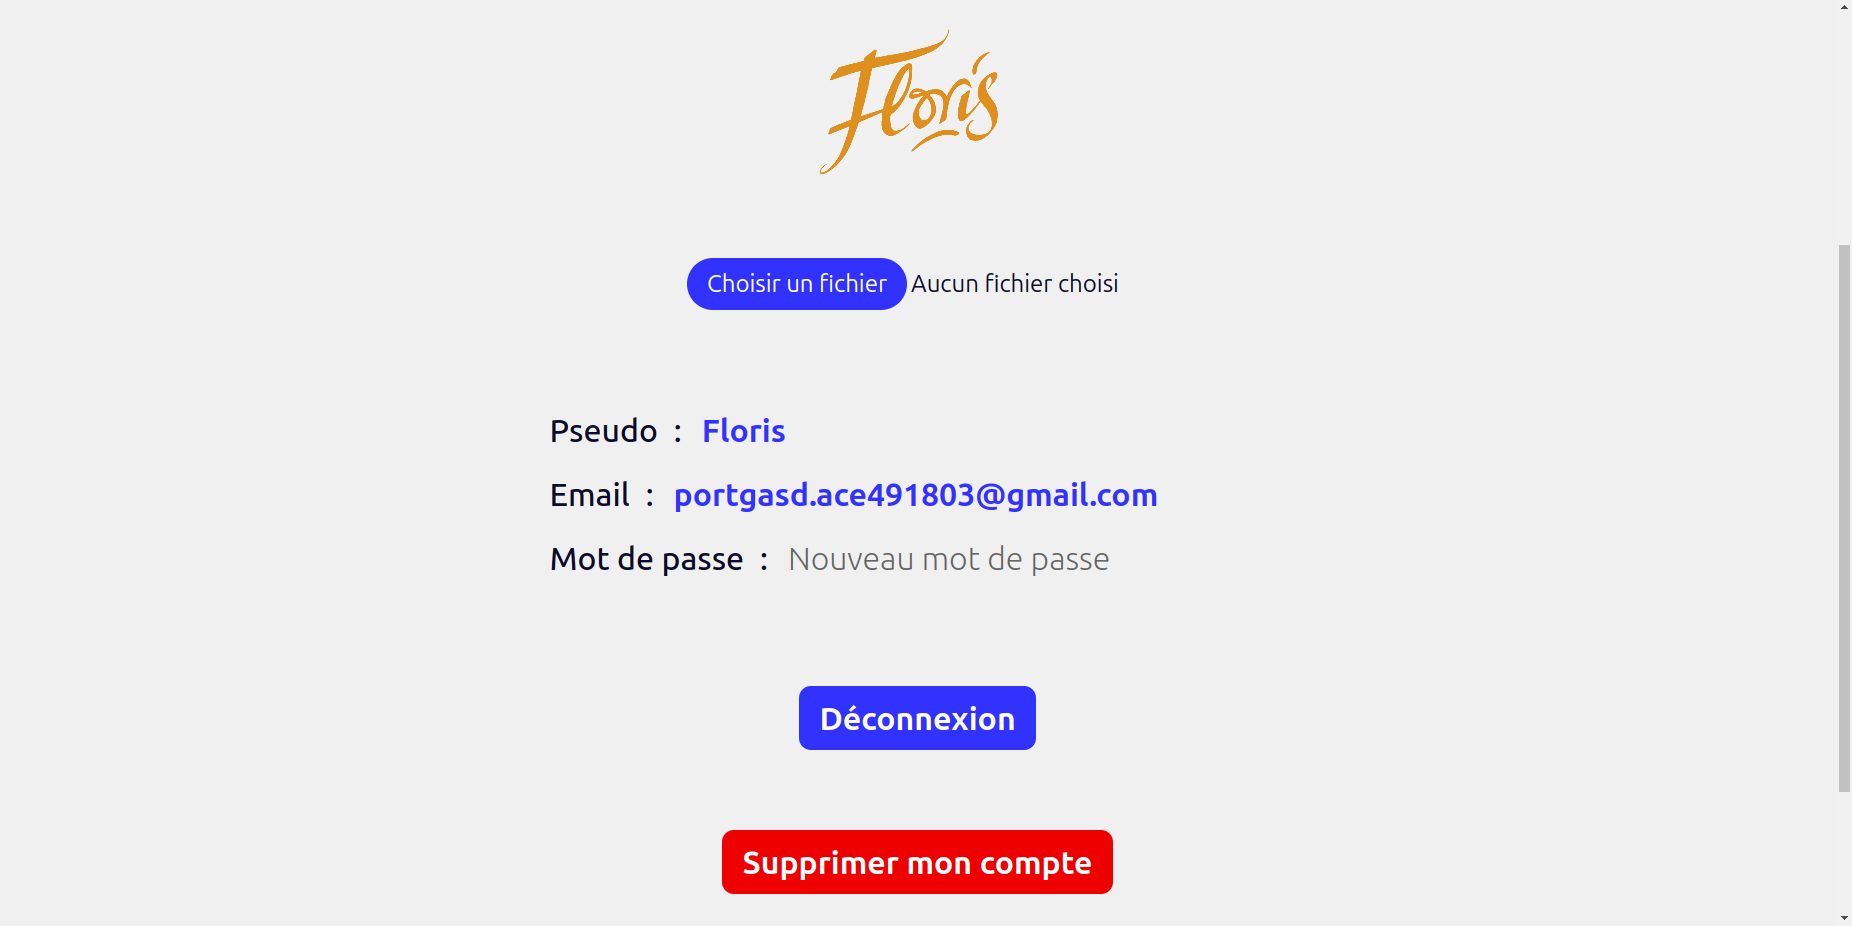 Floris
Choisir un fichier Aucun fichier choisi
Pseudo : Floris
Email : portgasd.ace491803@gmail.com
Mot de passe : Nouveau mot de passe
Déconnexion
Supprimer mon compte